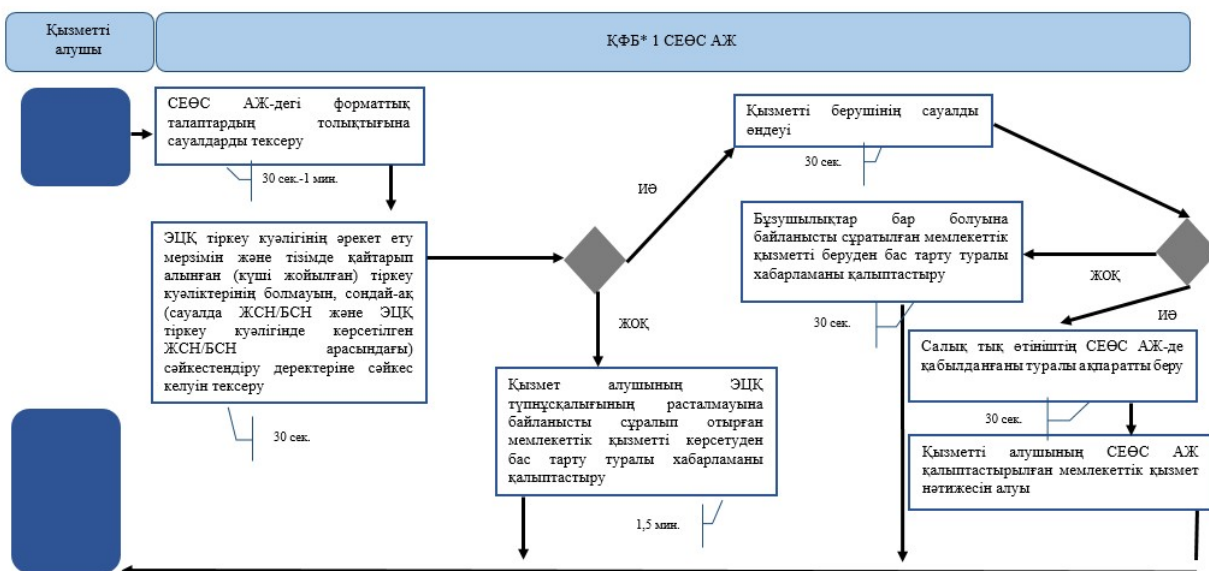 Қызметті
алушы
ҚФБ* 1 СЕӨС АЖ
СЕӨС АЖ-дегі форматтық
талаптардың толықтығына
сауалдарды тексеру
30 сек.-1 мин.
ЭЦҚ тіркеу куәлігінің әрекет ету
мерзімін және тізімде қайтарып
алынған (күші жойылған) тіркеу
куәліктерінің болмауын, сондай-ақ
(сауалда ЖСН/БСН және ЭЦҚ
тіркеу куәлігінде көрсетілген
ЖСН/БСН арасындағы)
сәйкестендіру деректеріне сәйкес
келуін тексеру
30 сек.
ИӘ
ЖОҚ
Қызмет алушының ЭЦҚ
түпнұсқалығының расталмауына
байланысты сұралып отырған
мемлекеттік қызметті көрсетуден
бас тарту туралы хабарламаны
қалыптастыру
1,5 мин.
Қызметті берушінің сауалды
өндеуі
30 сек.
Бұзушылықтар бар болуына
байланысты сұратылған мемлекеттік
қызметті беруден бас тарту туралы
хабарламаны қалыптастыру
30 сек.
ЖОҚ
ИӘ
Салық тық өтініштің СЕӨС АЖ-де
қабылданғаны туралы ақпаратты беру
30 сек.
Қызметті алушының СЕӨС АЖ
қалыптастырылған мемлекеттік қызмет
нәтижесін алуы